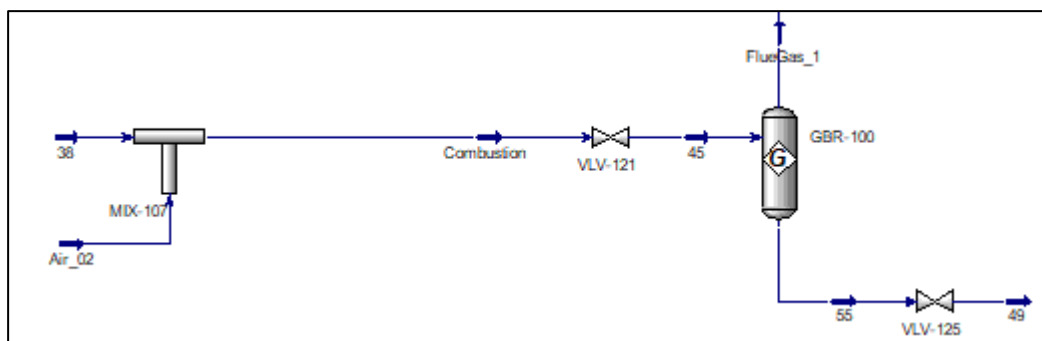 FlueGas_1
38
Combustion
VLV-121
45
GBR-100
G
MIX-107
Air_02
55
VLV-125
49